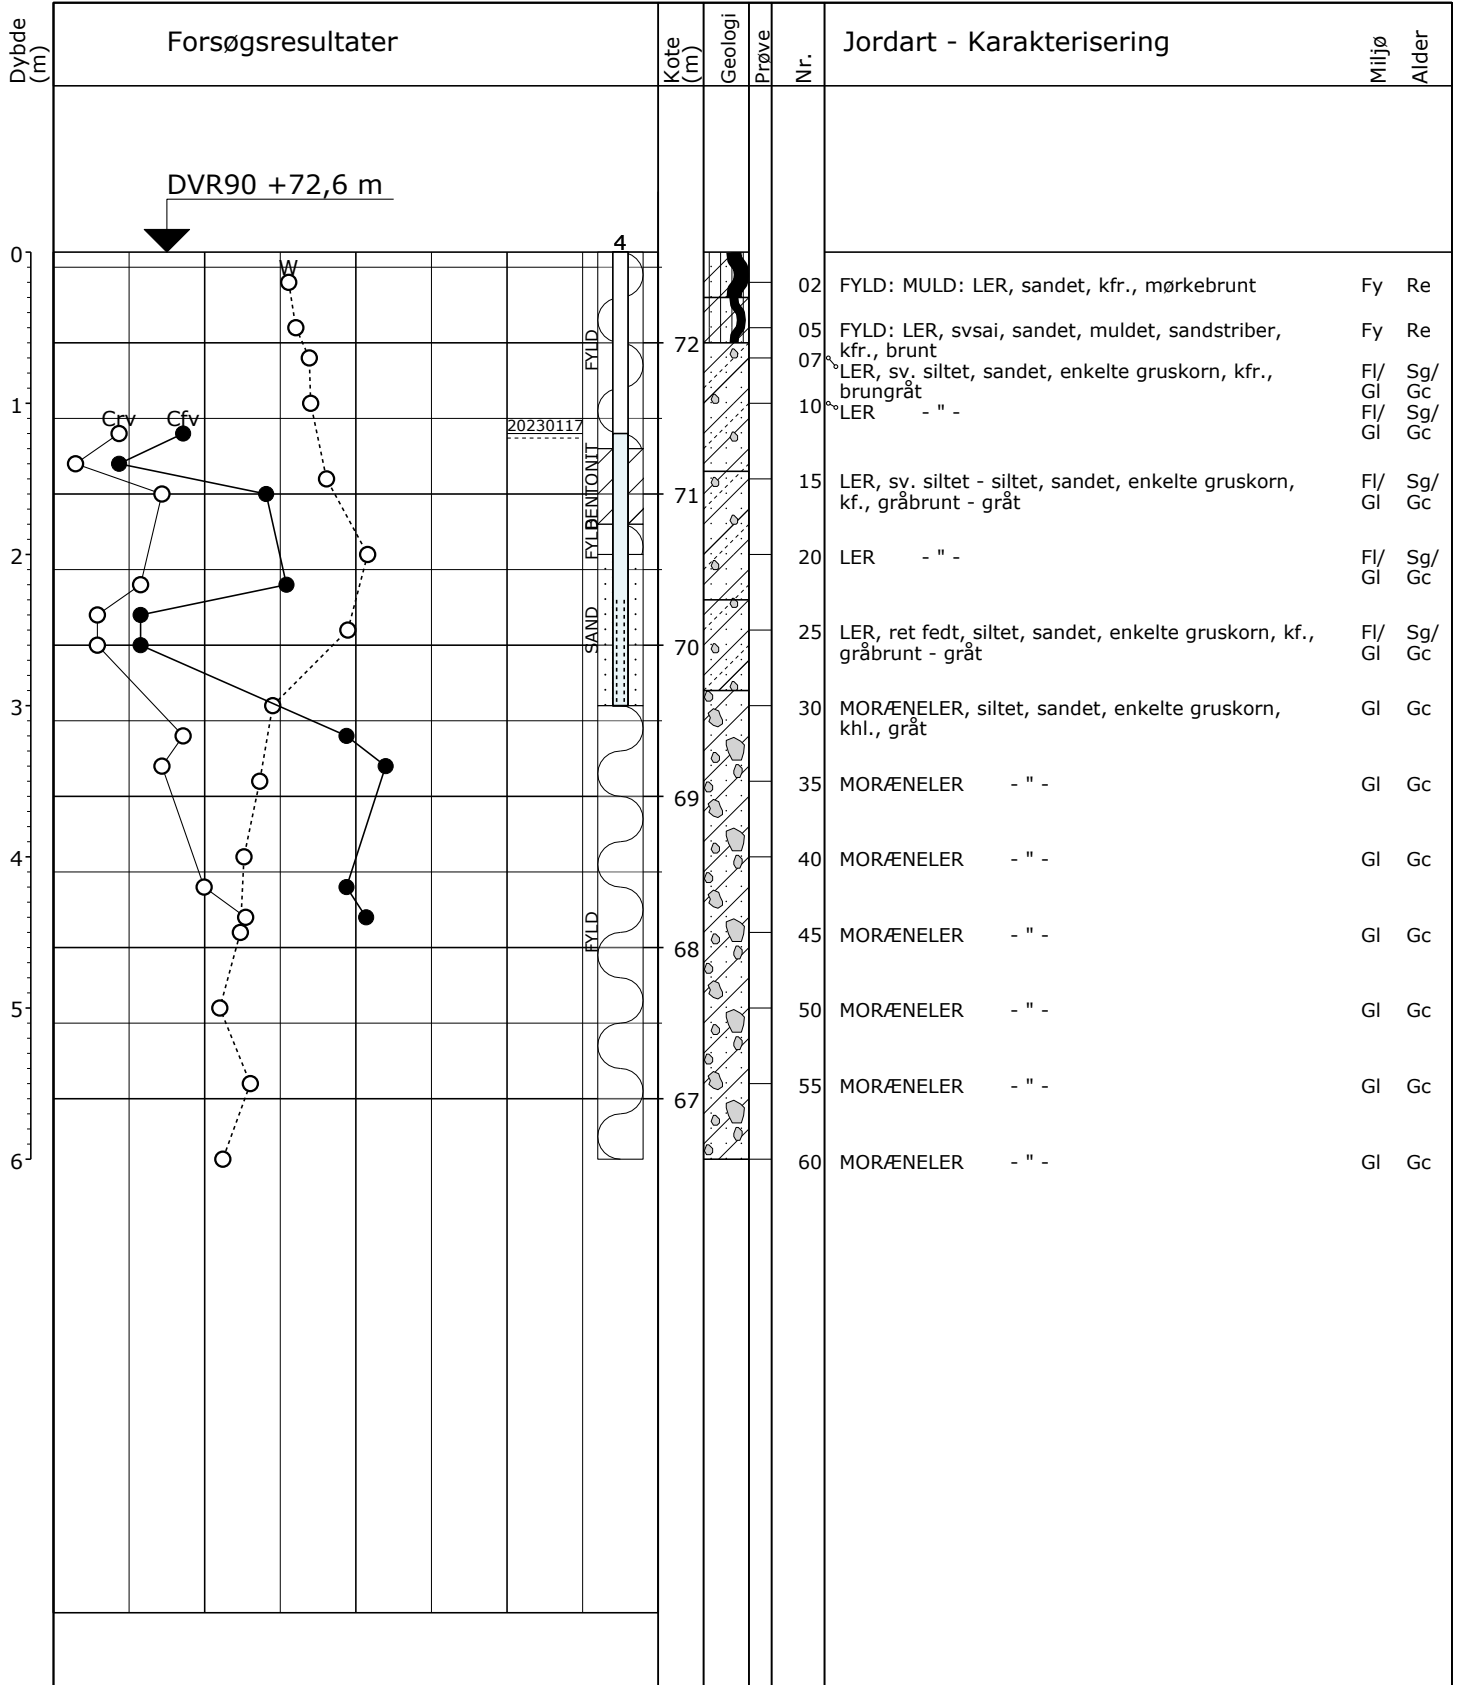 Dybde
(m)
Forsøgsresultater
Kote
(m)
Geologi
Prøve
Nr.
Jordart - Karakterisering
Miljø
Alder
DVR90 +72,6 m
0
1
2
3
4
5
6
W
Crv
Cfv
20230117
4
FYLD
BENTONIT
FYLD
SAND
FYLD
72
71
70
69
68
67
02 FYLD: MULD: LER, sandet, kfr., mørkebrunt Fy Re
05 FYLD: LER, svsai, sandet, muldet, sandstriber, Fy Re
kfr., brunt
07 LER, sv. siltet, sandet, enkelte gruskorn, kfr., Fl/ Sg/
brungråt Gl Gc
10 LER - " - Fl/ Sg/
Gl Gc
15 LER, sv. siltet - siltet, sandet, enkelte gruskorn, Fl/ Sg/
kf., gråbrunt - gråt Gl Gc
20 LER - " - Fl/ Sg/
Gl Gc
25 LER, ret fedt, siltet, sandet, enkelte gruskorn, kf., Fl/ Sg/
gråbrunt - gråt Gl Gc
30 MORÆNELER, siltet, sandet, enkelte gruskorn, Gl Gc
khl., gråt
35 MORÆNELER - " - Gl Gc
40 MORÆNELER - " - Gl Gc
45 MORÆNELER - " - Gl Gc
50 MORÆNELER - " - Gl Gc
55 MORÆNELER - " - Gl Gc
60 MORÆNELER - " - Gl Gc